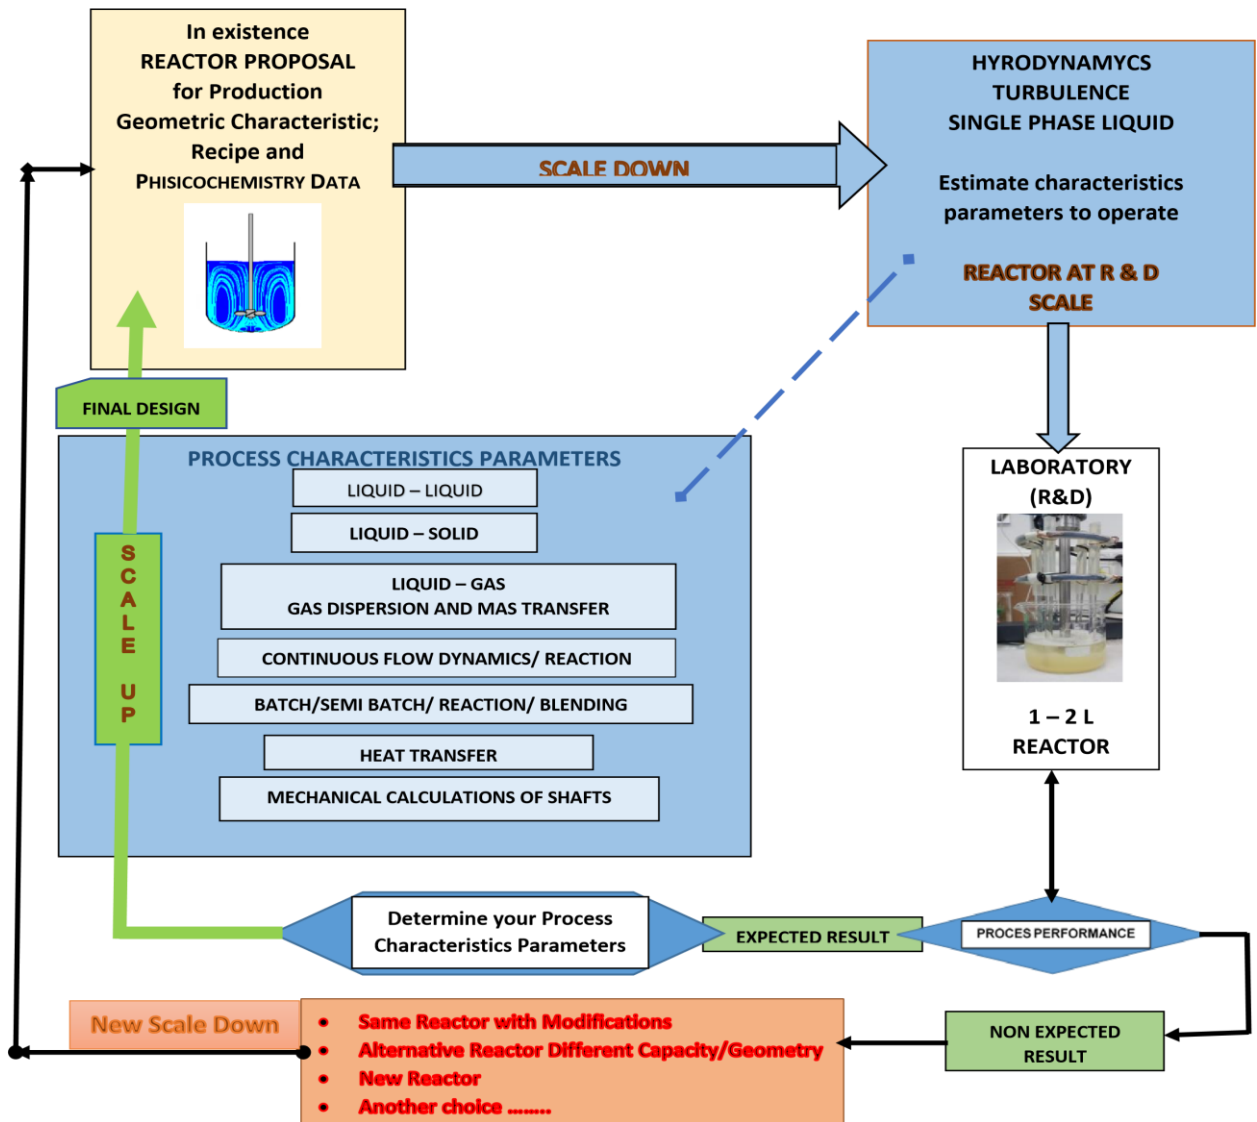 In existence
REACTOR PROPOSAL
for Production
Geometric Characteristic;
Recipe and
PHISICOCHEMISTRY DATA
SCALE DOWN
HYRODYNAMYCS
TURBULENCE
SINGLE PHASE LIQUID
Estimate characteristics
parameters to operate
REACTOR AT R & D
SCALE
FINAL DESIGN
PROCESS CHARACTERISTICS PARAMETERS
LIQUID – LIQUID
LIQUID – SOLID
LIQUID – GAS
GAS DISPERSION AND MAS TRANSFER
CONTINUOUS FLOW DYNAMICS/ REACTION
BATCH/SEMI BATCH/ REACTION/ BLENDING
HEAT TRANSFER
MECHANICAL CALCULATIONS OF SHAFTS
SCALE UP
LABORATORY
(R&D)
1 – 2 L
REACTOR
Determine your Process
Characteristics Parameters
EXPECTED RESULT
PROCES PERFORMANCE
New Scale Down
• Same Reactor with Modifications
• Alternative Reactor Different Capacity/Geometry
• New Reactor
• Another choice ........
NON EXPECTED
RESULT